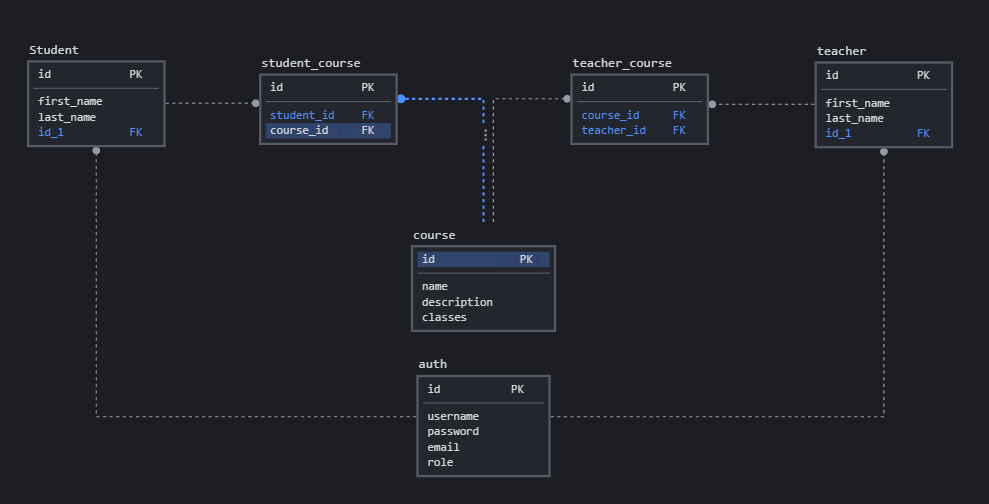 Student
id PK
first_name
last_name
id_1 FK
student_course
id PK
student_id FK
course_id FK
teacher_course
id PK
course_id FK
teacher_id FK
teacher
id PK
first_name
last_name
id_1 FK
course
id PK
name
description
classes
auth
id PK
username
password
email
role